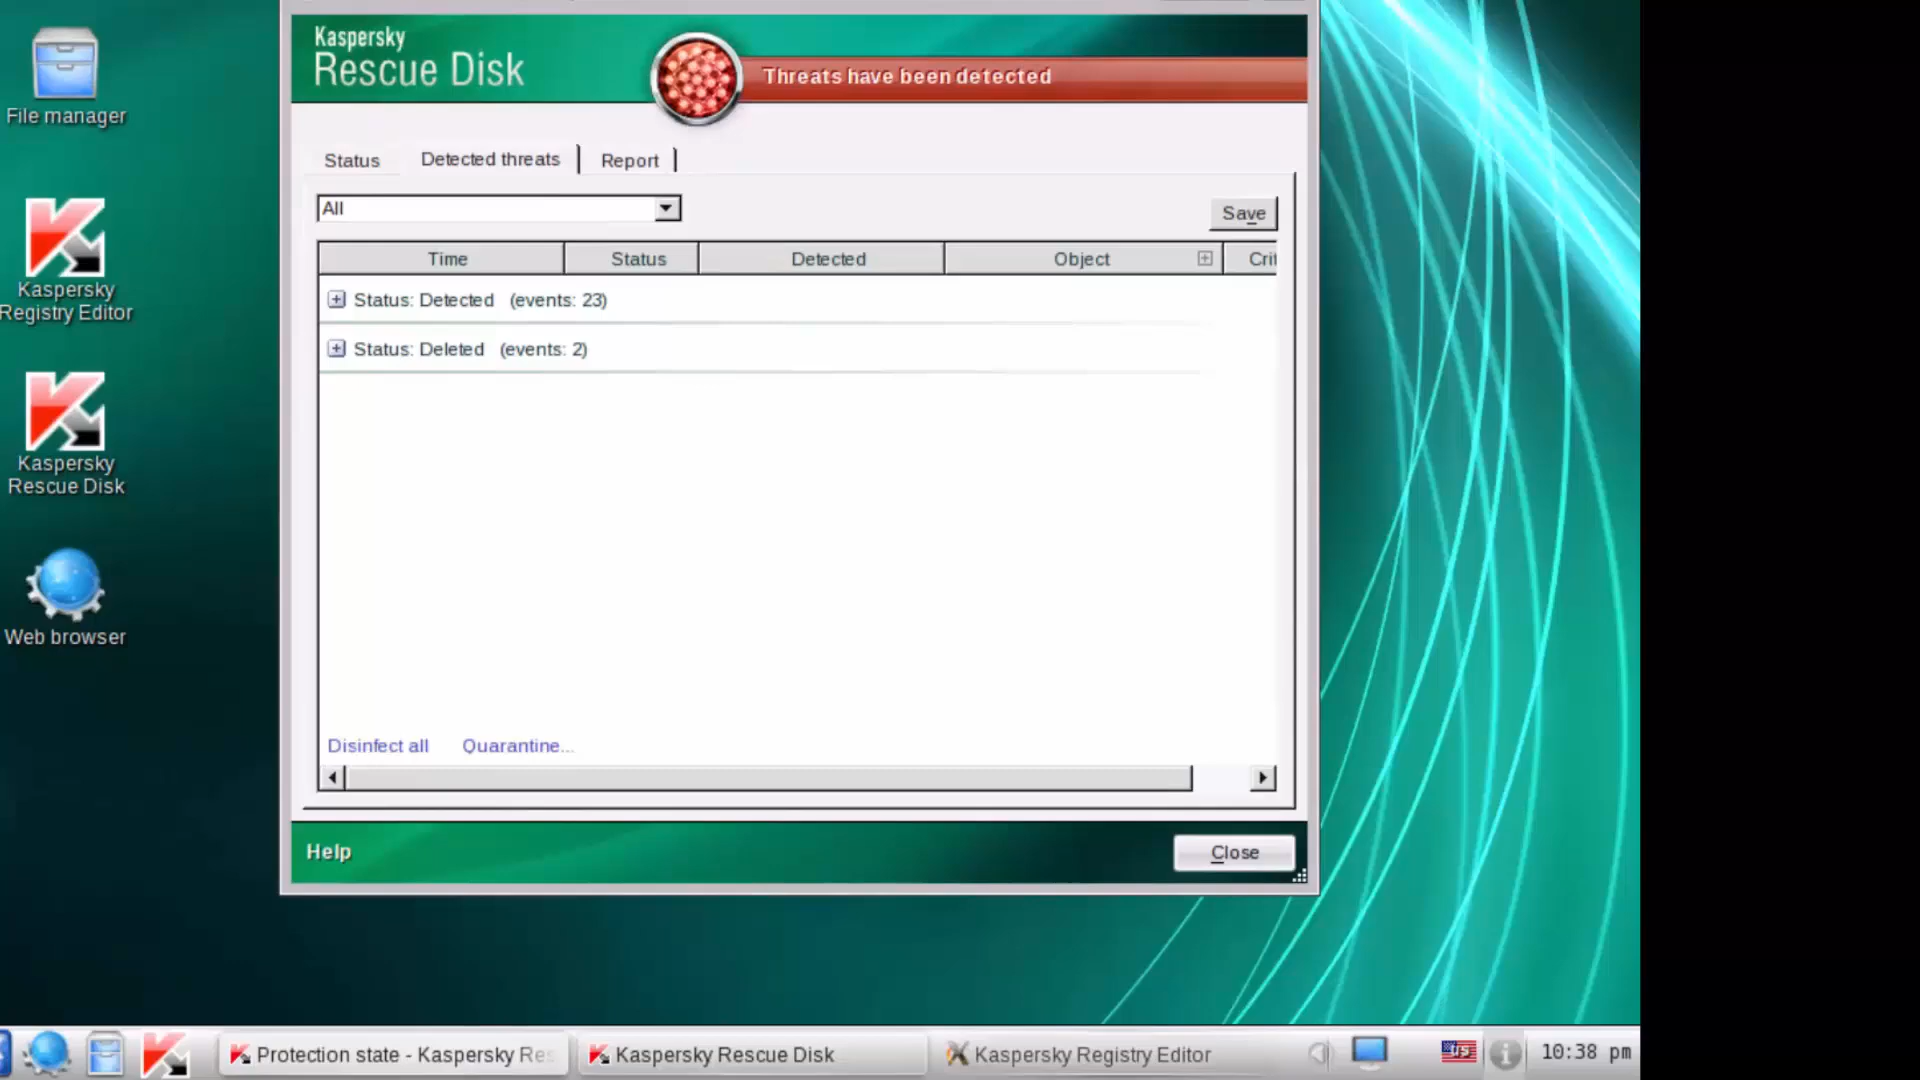 File manager
Kaspersky
Registry Editor
Kaspersky
Rescue Disk
Web browser
Kaspersky
Rescue Disk
Threats have been detected
Status
Detected threats
Report
All
Save
Time
Status
Detected
Object
Crit
Status: Detected (events: 23)
Status: Deleted (events: 2)
Disinfect all
Quarantine...
Help
Close
Protection state - Kaspersky Res
Kaspersky Rescue Disk
Kaspersky Registry Editor
US
10:38 pm